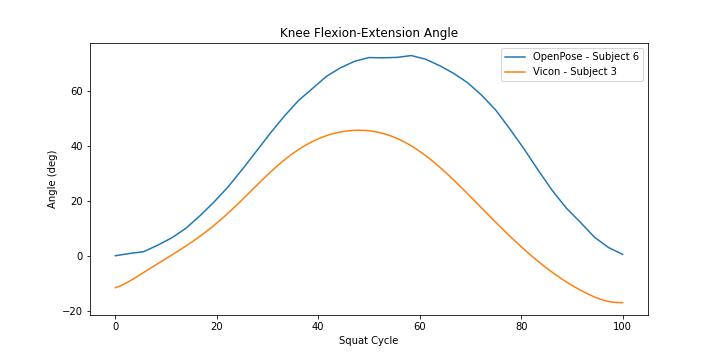 Knee Flexion-Extension Angle
OpenPose - Subject 6
Vicon - Subject 3
Angle (deg)
60
40
20
0
−20
0 20 40 60 80 100
Squat Cycle